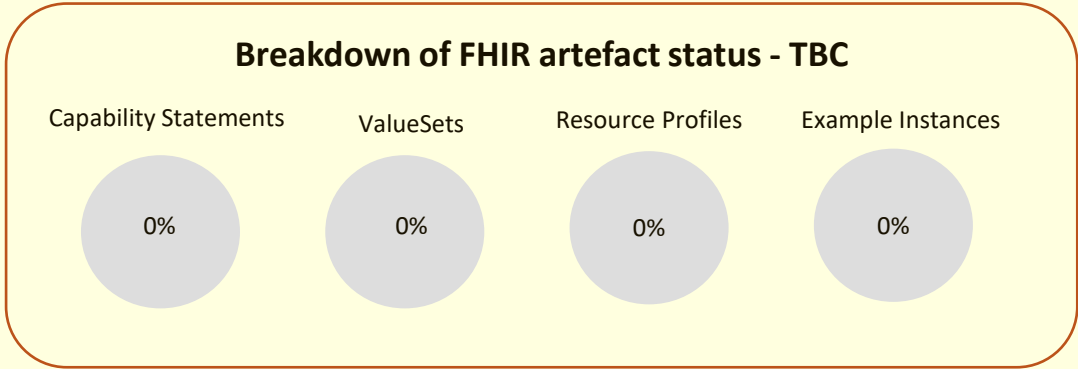 Breakdown of FHIR artefact status - TBC
Capability Statements
ValueSets
Resource Profiles
Example Instances
0%
0%
0%
0%